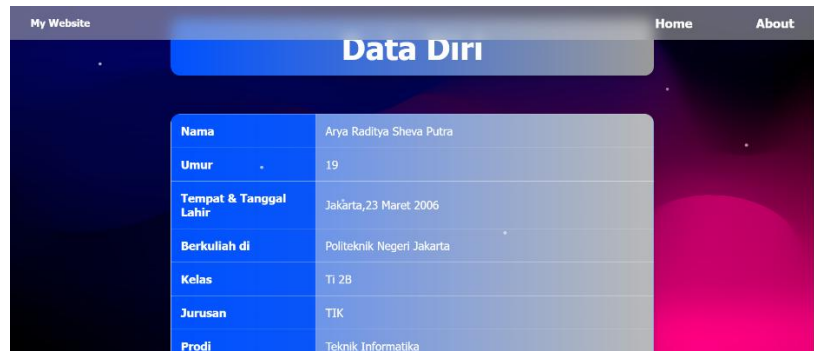 My Website Home About
Data Diri
Nama Arya Raditya Sheva Putra
Umur 19
Tempat & Tanggal
Lahir
Jakarta,23 Maret 2006
Berkuliah di Politeknik Negeri Jakarta
Kelas Ti 2B
Jurusan TIK
Prodi Teknik Informatika